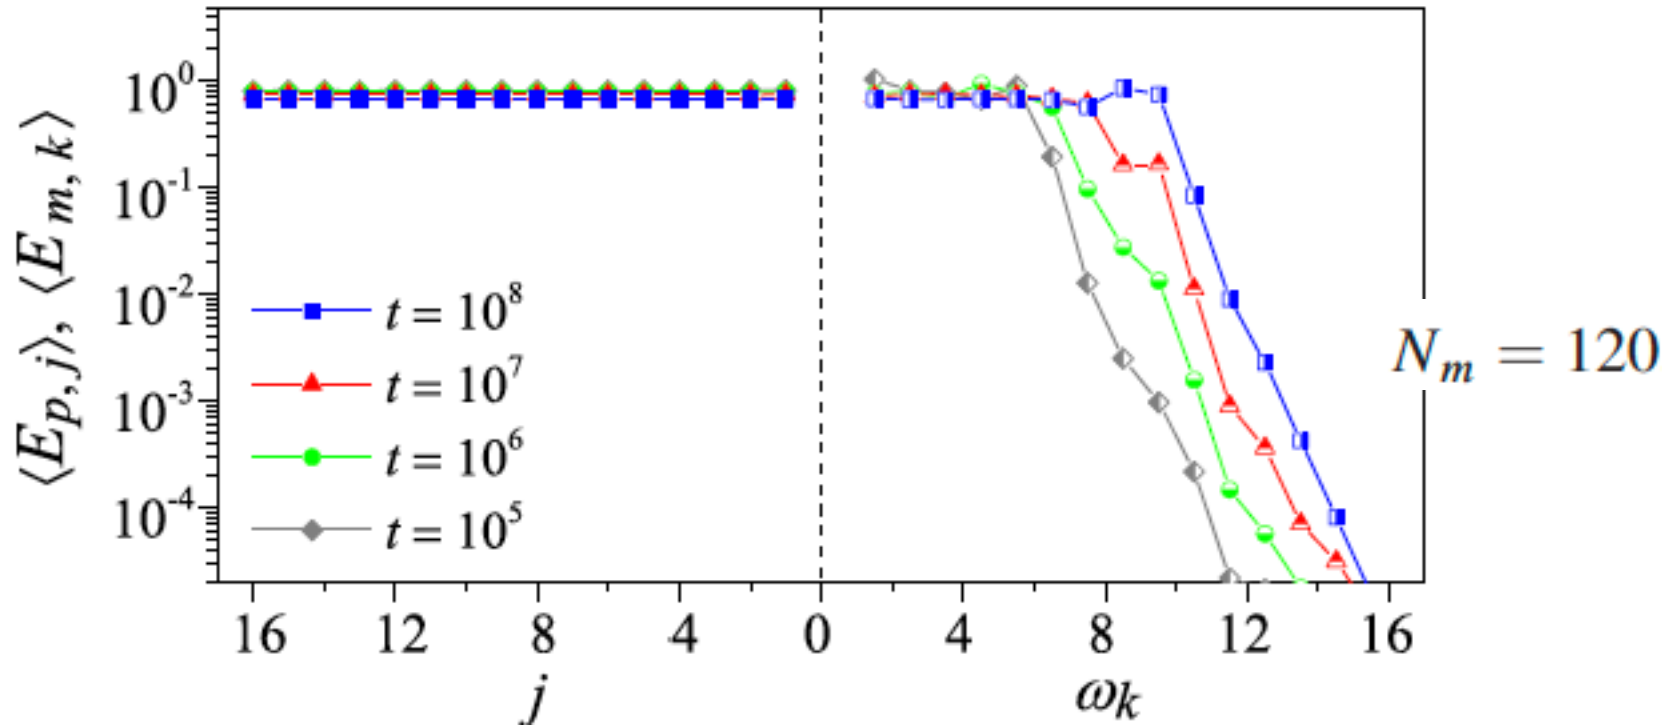 ⟨E_{p,j}⟩, ⟨E_{m,k}⟩
10^0
10^{-1}
10^{-2}
10^{-3}
10^{-4}
t = 10^8
t = 10^7
t = 10^6
t = 10^5
N_m = 120
16 12 8 4 0 4 8 12 16
j ω_k